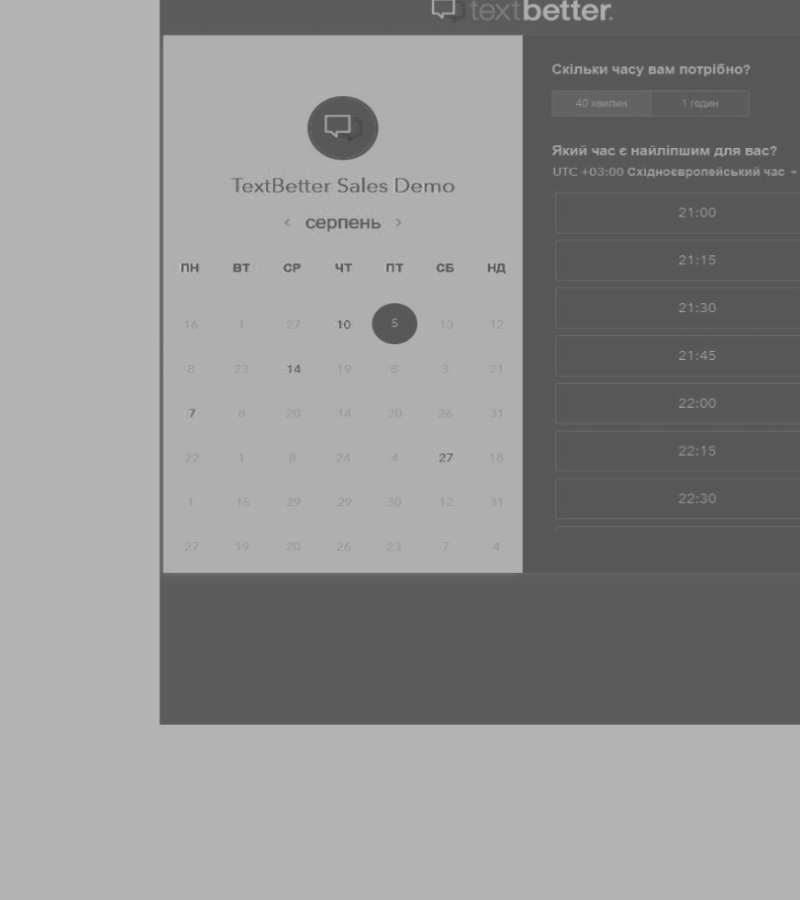 textbetter.
TextBetter Sales Demo
‹ серпень ›
ПН ВТ СР ЧТ ПТ СБ НД
16 1 27 10 5 13 12
8 23 14 19 8 3 21
7 8 20 14 20 26 31
22 1 8 24 4 27 18
1 15 29 29 30 12 31
27 19 20 26 23 7 4
Скільки часу вам потрібно?
40 хвилин 1 годин
Який час є найліпшим для вас?
UTC +03:00 Східноєвропейський час
21:00
21:15
21:30
21:45
22:00
22:15
22:30